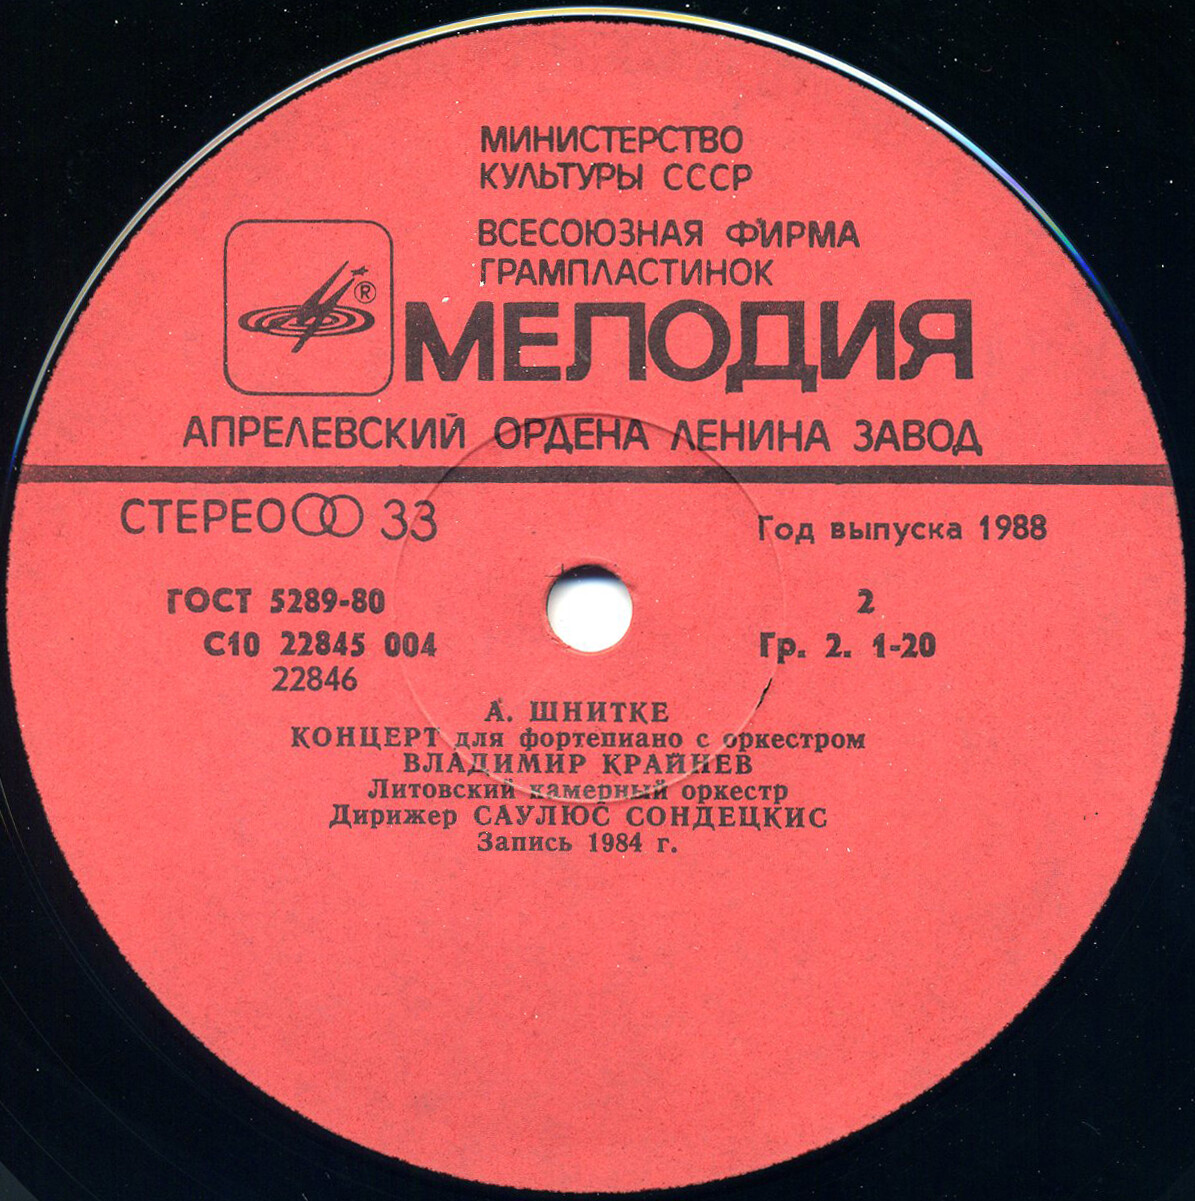 МИНИСТЕРСТВО
КУЛЬТУРЫ СССР
ВСЕСОЮЗНАЯ ФИРМА
ГРАМПЛАСТИНОК
®
МЕЛОДИЯ
АПРЕЛЕВСКИЙ ОРДЕНА ЛЕНИНА ЗАВОД
СТЕРЕО 33
Год выпуска 1988
ГОСТ 5289-80
2
С10 22845 004
Гр. 2. 1-20
22846
А. ШНИТКЕ
КОНЦЕРТ для фортепиано с оркестром
ВЛАДИМИР КРАЙНЕВ
Литовский камерный оркестр
Дирижер САУЛЮС СОНДЕЦКИС
Запись 1984 г.